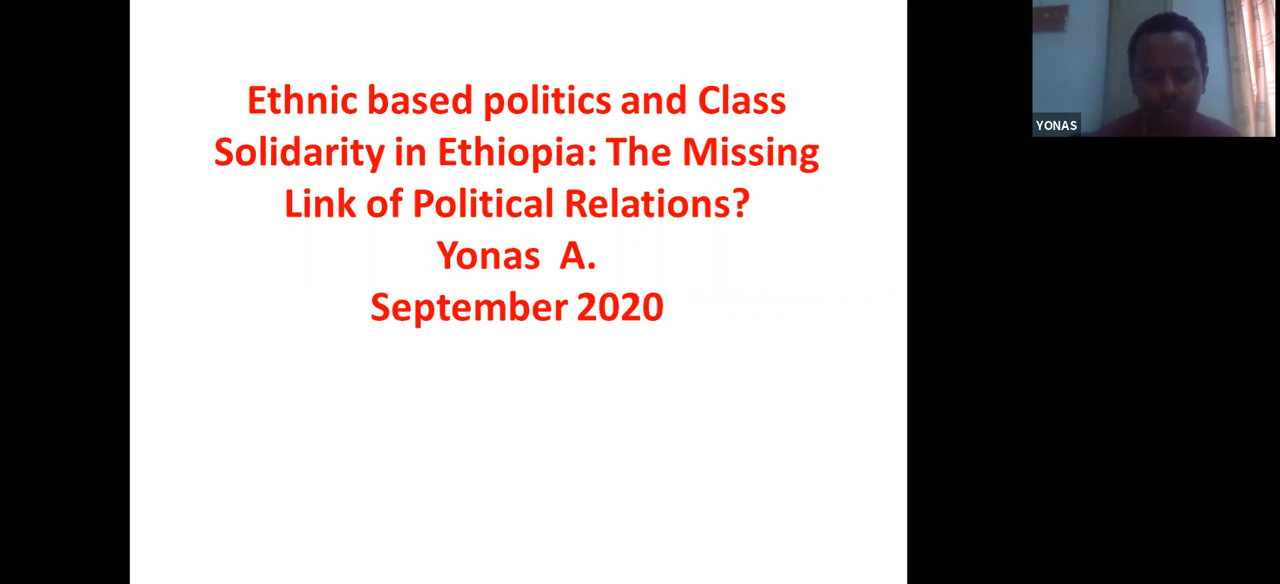 Ethnic based politics and Class
Solidarity in Ethiopia: The Missing
Link of Political Relations?
Yonas A.
September 2020
YONAS